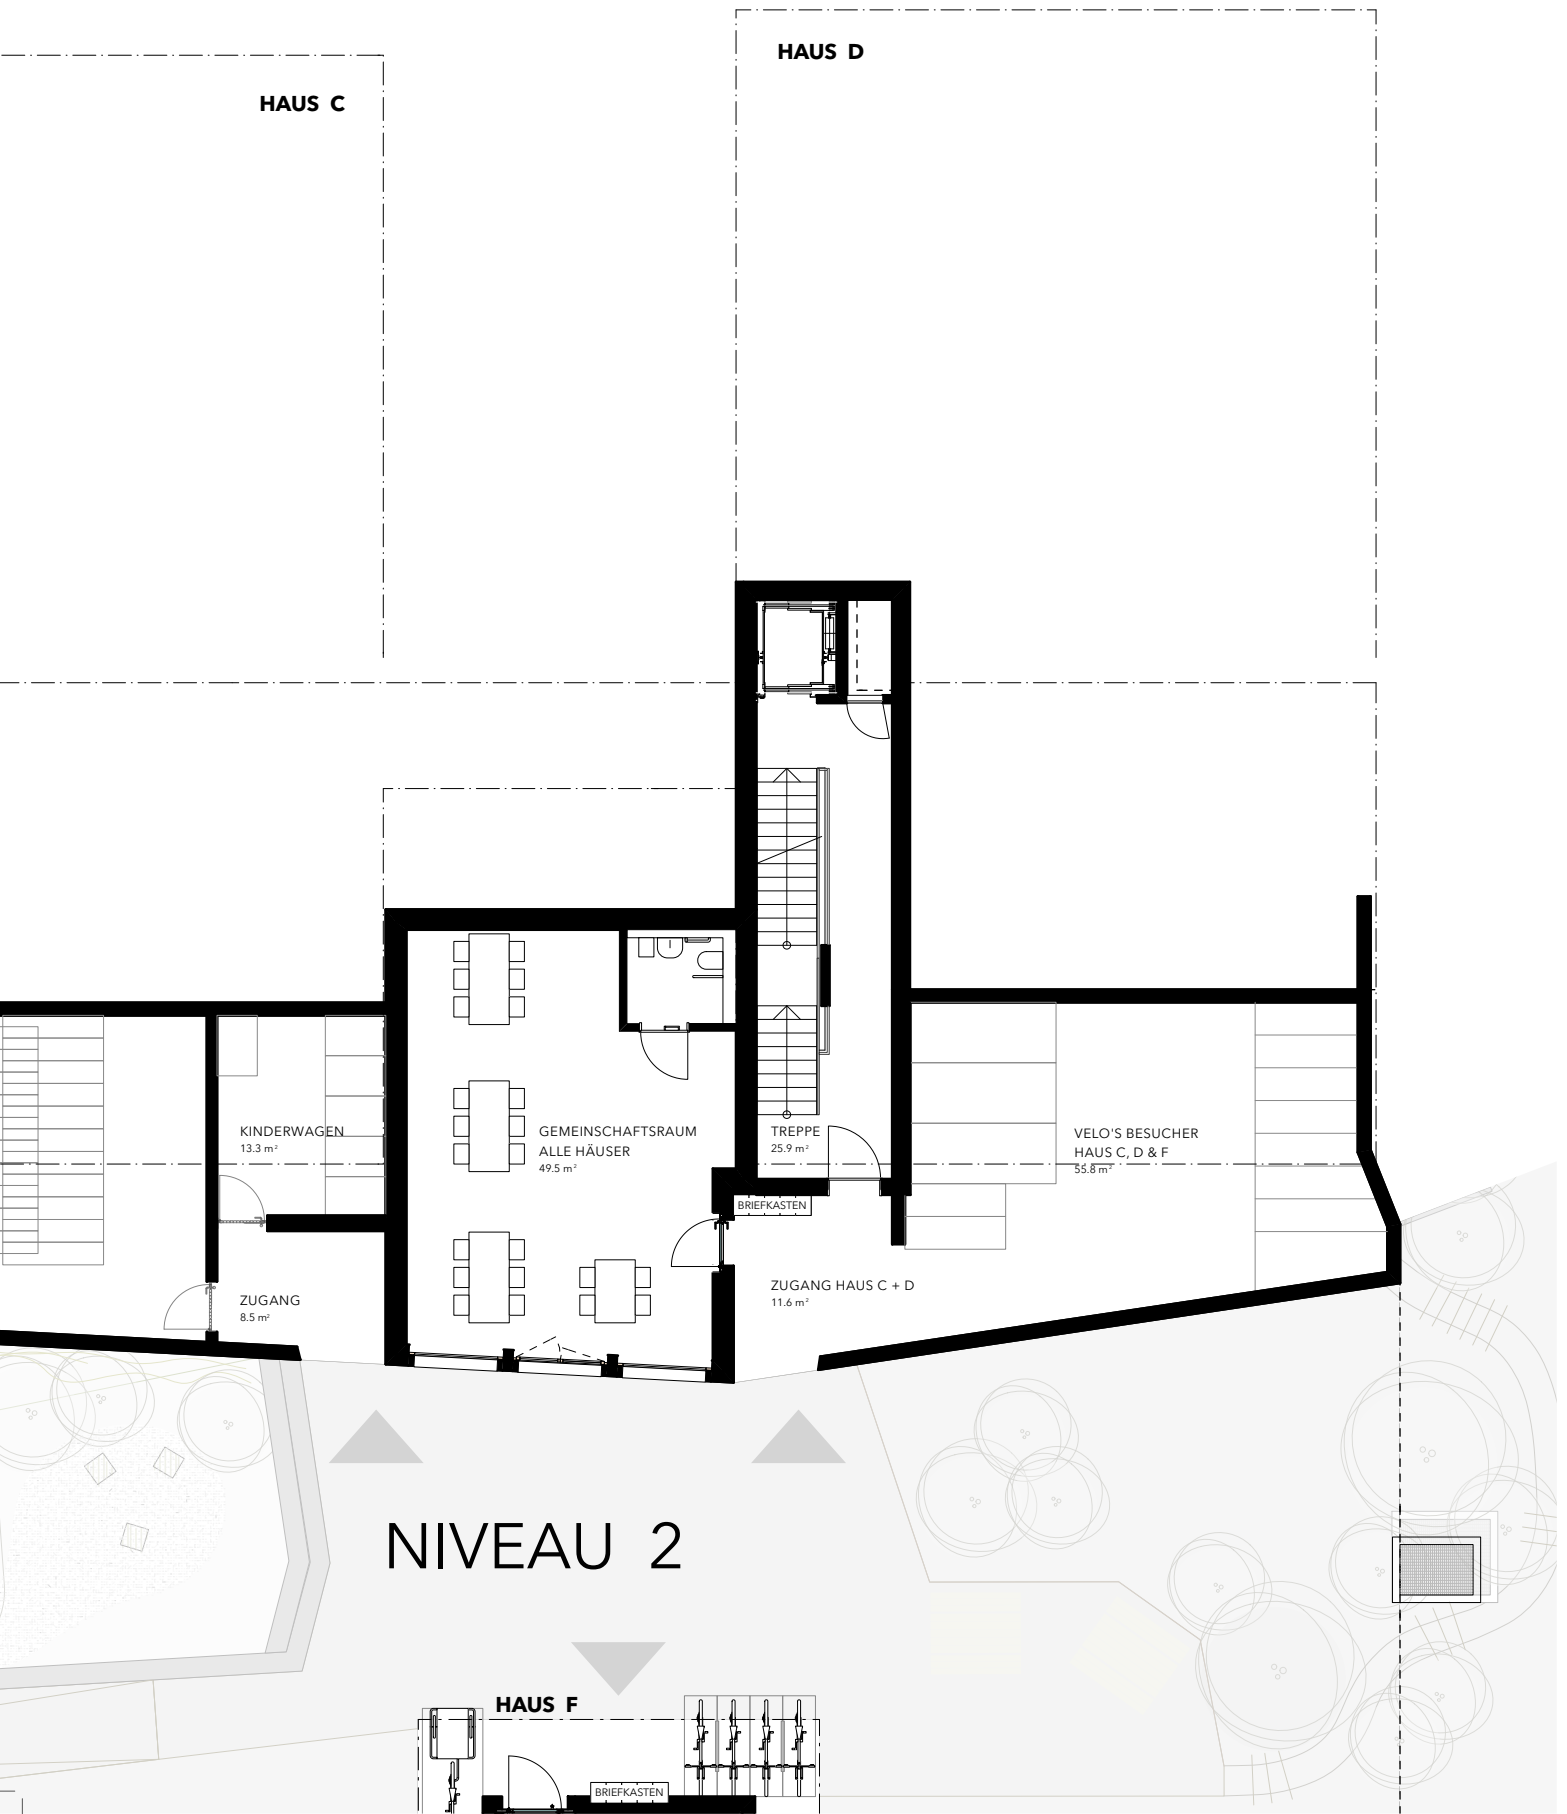 HAUS D
HAUS C
KINDERWAGEN
13.3 m²
GEMEINSCHAFTSRAUM
ALLE HÄUSER
49.5 m²
TREPPE
25.9 m²
VELO'S BESUCHER
HAUS C, D & F
55.8 m²
BRIEFKASTEN
ZUGANG HAUS C + D
11.6 m²
ZUGANG
8.5 m²
NIVEAU 2
HAUS F
BRIEFKASTEN